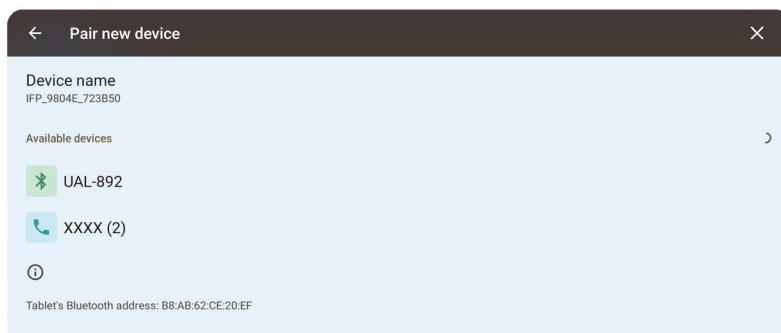 Pair new device
Device name
IFP_9804E_723B50
Available devices
UAL-892
XXXX (2)
Tablet's Bluetooth address: B8:AB:62:CE:20:EF